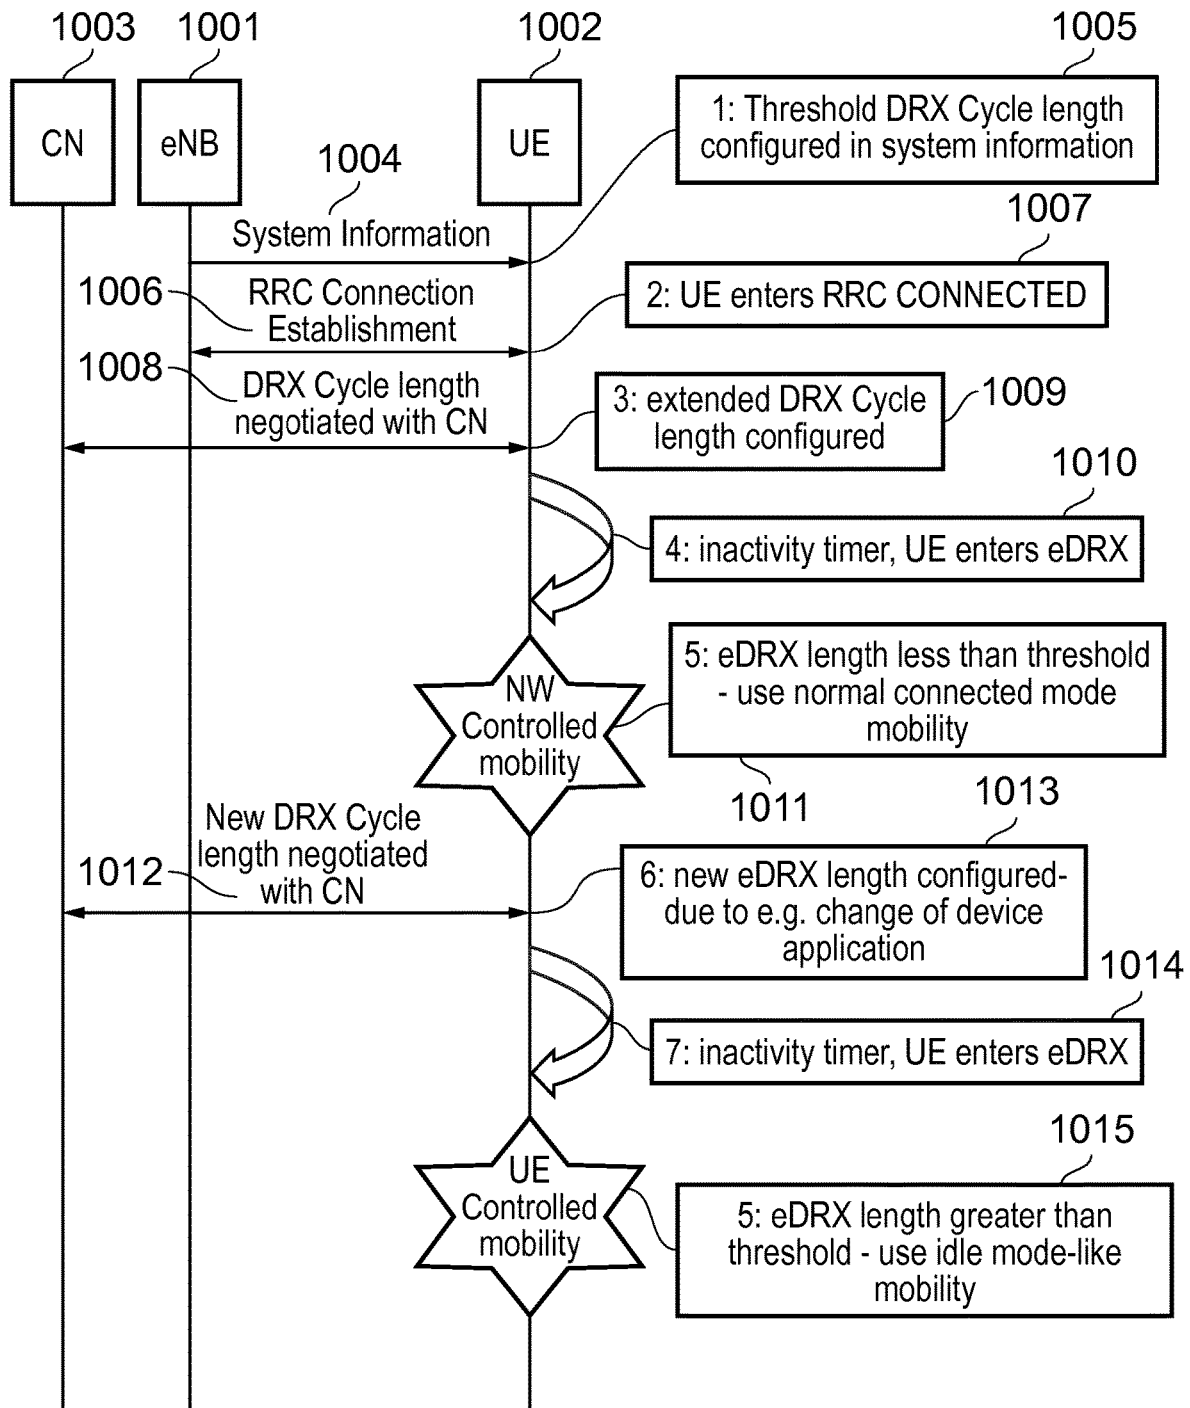 1003
1001
1002
1005
CN
eNB
UE
1: Threshold DRX Cycle length
configured in system information
1004
System Information
1007
1006
RRC Connection
Establishment
2: UE enters RRC CONNECTED
1008
DRX Cycle length
negotiated with CN
3: extended DRX Cycle
length configured
1009
1010
4: inactivity timer, UE enters eDRX
NW
Controlled
mobility
5: eDRX length less than threshold
- use normal connected mode
mobility
1011
1013
New DRX Cycle
length negotiated
with CN
1012
6: new eDRX length configured-
due to e.g. change of device
application
1014
7: inactivity timer, UE enters eDRX
1015
UE
Controlled
mobility
5: eDRX length greater than
threshold - use idle mode-like
mobility